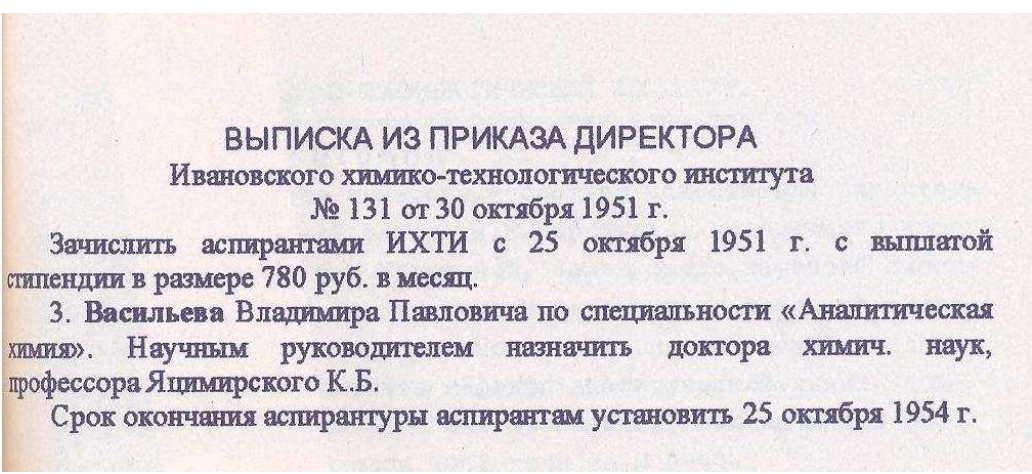 ВЫПИСКА ИЗ ПРИКАЗА ДИРЕКТОРА
Ивановского химико-технологического института
№ 131 от 30 октября 1951 г.
Зачислить аспирантами ИХТИ с 25 октября 1951 г. с выплатой
стипендии в размере 780 руб. в месяц.
3. Васильева Владимира Павловича по специальности «Аналитическая
химия». Научным руководителем назначить доктора химич. наук,
профессора Яцимирского К.Б.
Срок окончания аспирантуры аспирантам установить 25 октября 1954 г.